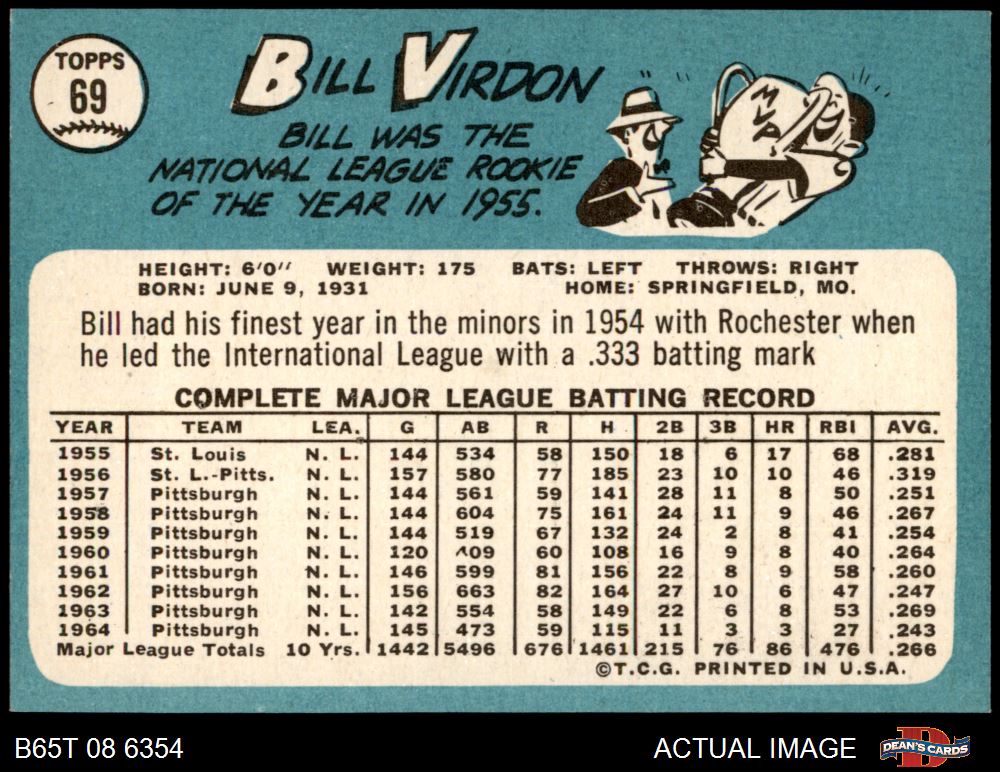 TOPPS
69
BILL VIRDON
BILL WAS THE
NATIONAL LEAGUE ROOKIE
OF THE YEAR IN 1955.
MVP
HEIGHT: 6'0" WEIGHT: 175 BATS: LEFT THROWS: RIGHT
BORN: JUNE 9, 1931 HOME: SPRINGFIELD, MO.
Bill had his finest year in the minors in 1954 with Rochester when
he led the International League with a .333 batting mark
COMPLETE MAJOR LEAGUE BATTING RECORD
YEAR TEAM LEA. G AB R H 2B 3B HR RBI AVG.
1955 St. Louis N. L. 144 534 58 150 18 6 17 68 .281
1956 St. L.-Pitts. N. L. 157 580 77 185 23 10 10 46 .319
1957 Pittsburgh N. L. 144 561 59 141 28 11 8 50 .251
1958 Pittsburgh N. L. 144 604 75 161 24 11 9 46 .267
1959 Pittsburgh N. L. 144 519 67 132 24 2 8 41 .254
1960 Pittsburgh N. L. 120 409 60 108 16 9 8 40 .264
1961 Pittsburgh N. L. 146 599 81 156 22 8 9 58 .260
1962 Pittsburgh N. L. 156 663 82 164 27 10 6 47 .247
1963 Pittsburgh N. L. 142 554 58 149 22 6 8 53 .269
1964 Pittsburgh N. L. 145 473 59 115 11 3 3 27 .243
Major League Totals 10 Yrs. 1442 5496 676 1461 215 76 86 476 .266
©T.C.G. PRINTED IN U.S.A.
B65T 08 6354 ACTUAL IMAGE DEAN'S CARDS